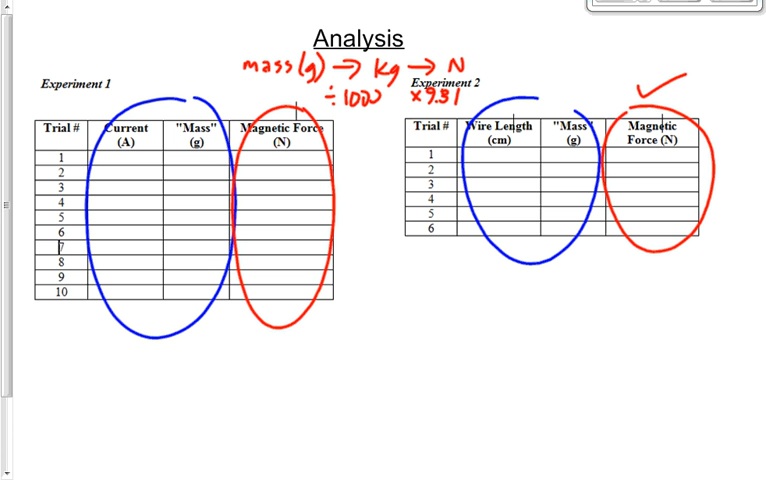 Analysis
mass(g) → Kg → N
÷1000 ×9.81
Experiment 1
Trial # Current (A) "Mass" (g) Magnetic Force (N)
1
2
3
4
5
6
7
8
9
10
Experiment 2
Trial # Wire Length (cm) "Mass" (g) Magnetic Force (N)
1
2
3
4
5
6